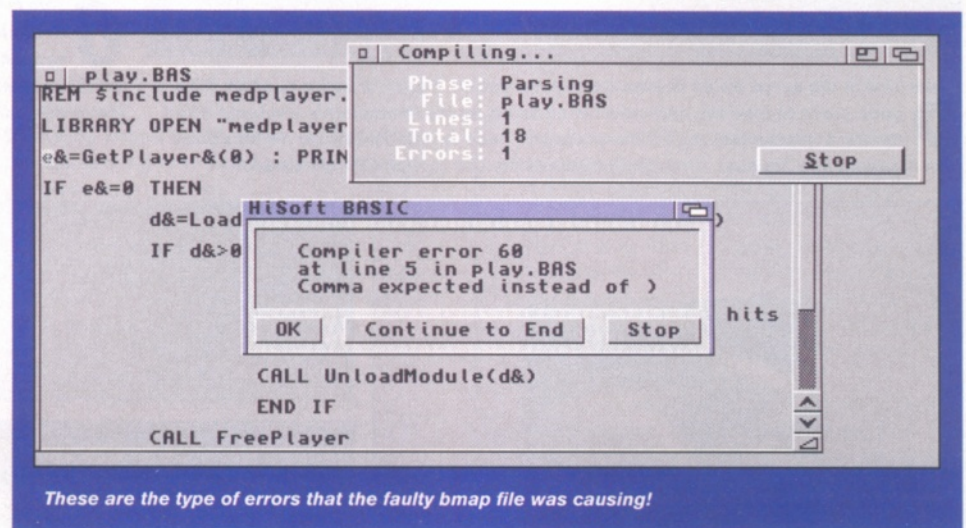 Compiling...
play.BAS
Phase: Parsing
File: play.BAS
Lines: 1
Total: 18
Errors: 1
Stop
REM $include medplayer.
LIBRARY OPEN "medplayer
e&=GetPlayer&(0) : PRIN
IF e&=0 THEN
d&=Load )
IF d&>0
HiSoft BASIC
Compiler error 60
at line 5 in play.BAS
Comma expected instead of )
OK Continue to End Stop
hits
CALL UnloadModule(d&)
END IF
CALL FreePlayer
These are the type of errors that the faulty bmap file was causing!